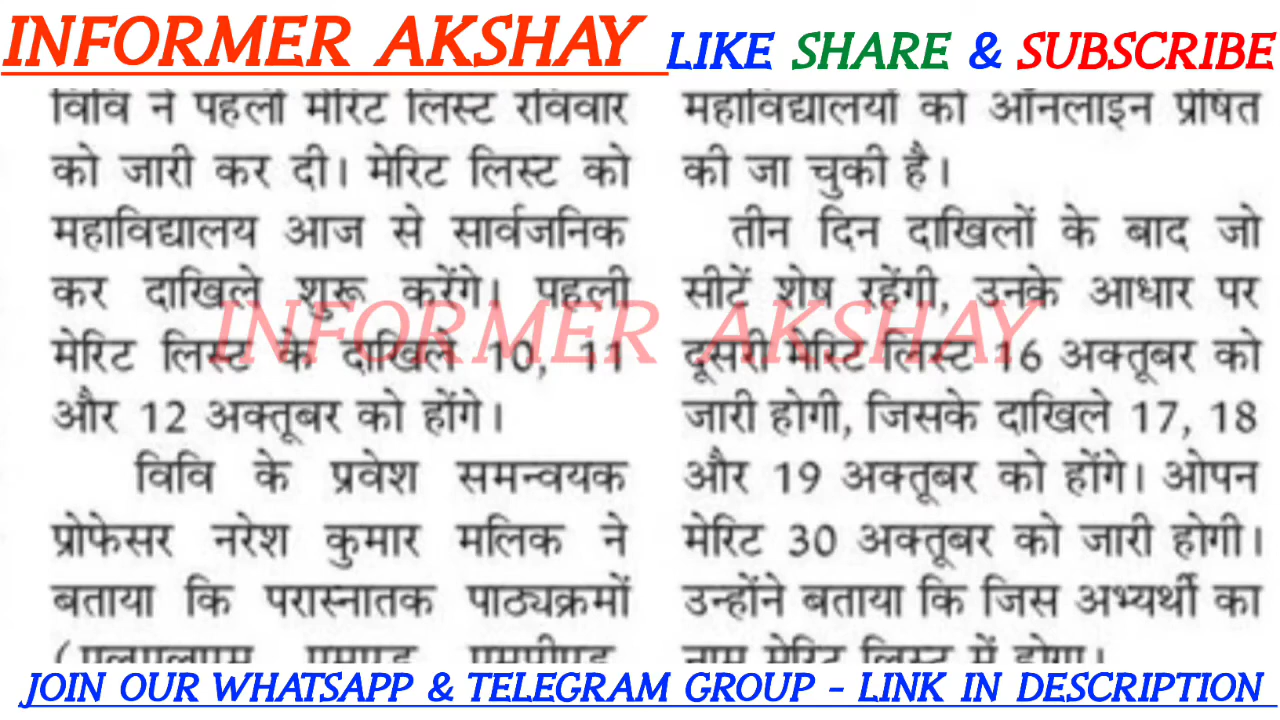 INFORMER AKSHAY LIKE SHARE & SUBSCRIBE
विवि ने पहली मेरिट लिस्ट रविवार
को जारी कर दी। मेरिट लिस्ट को
महाविद्यालय आज से सार्वजनिक
कर दाखिले शुरू करेंगे। पहली
मेरिट लिस्ट के दाखिले 10, 11
और 12 अक्तूबर को होंगे।
विवि के प्रवेश समन्वयक
प्रोफेसर नरेश कुमार मलिक ने
बताया कि परास्नातक पाठ्यक्रमों
महाविद्यालयों को ऑनलाइन प्रेषित
की जा चुकी है।
तीन दिन दाखिलों के बाद जो
सीटें शेष रहेंगी, उनके आधार पर
दूसरी मेरिट लिस्ट 16 अक्तूबर को
जारी होगी, जिसके दाखिले 17, 18
और 19 अक्तूबर को होंगे। ओपन
मेरिट 30 अक्तूबर को जारी होगी।
उन्होंने बताया कि जिस अभ्यर्थी का
नाम मेरिट लिस्ट में होगा।
INFORMER AKSHAY
JOIN OUR WHATSAPP & TELEGRAM GROUP - LINK IN DESCRIPTION